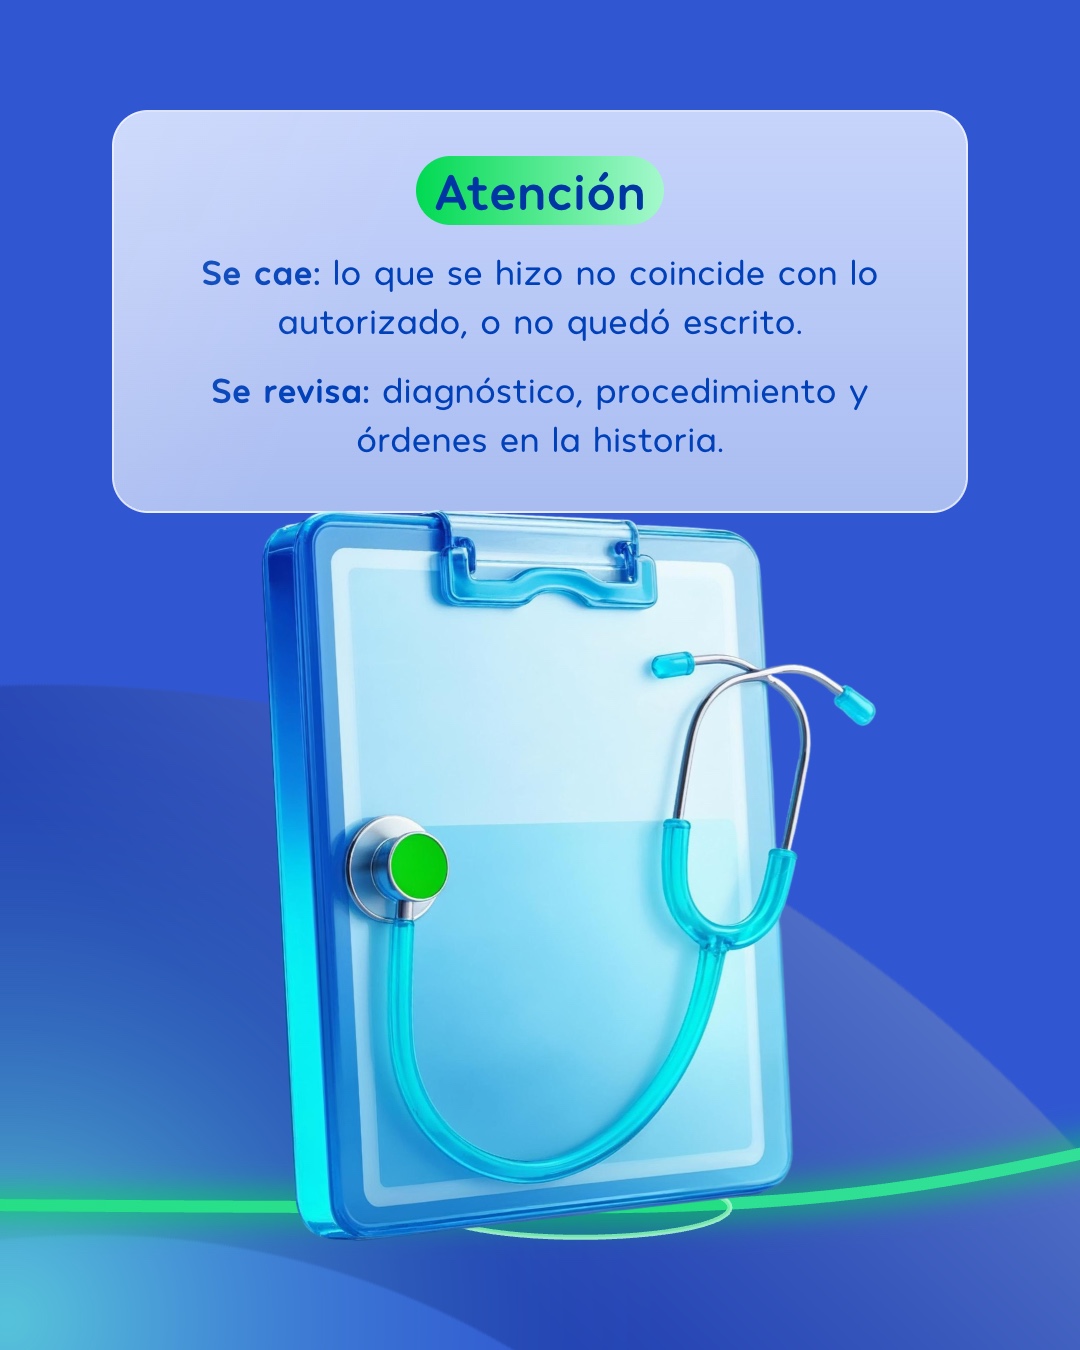 Atención
Se cae: lo que se hizo no coincide con lo
autorizado, o no quedó escrito.
Se revisa: diagnóstico, procedimiento y
órdenes en la historia.